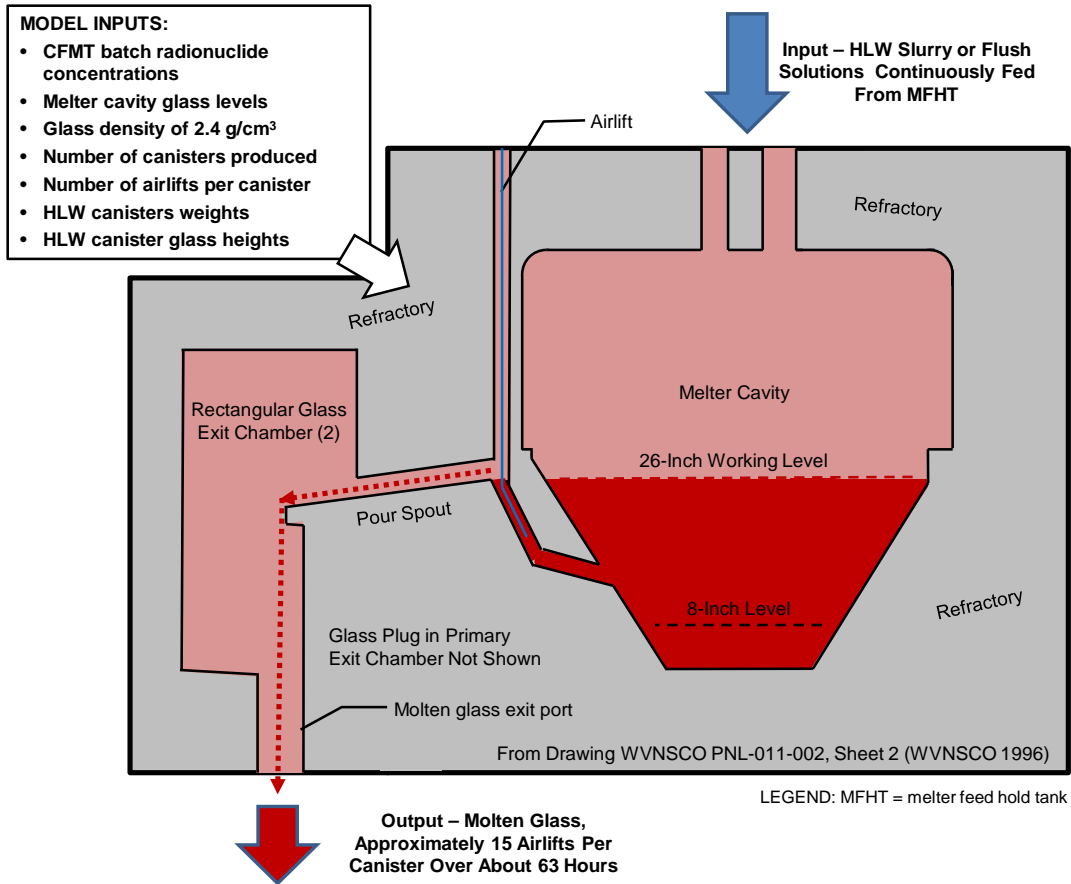 MODEL INPUTS:
• CFMT batch radionuclide
concentrations
• Melter cavity glass levels
• Glass density of 2.4 g/cm³
• Number of canisters produced
• Number of airlifts per canister
• HLW canisters weights
• HLW canister glass heights
Input – HLW Slurry or Flush
Solutions Continuously Fed
From MFHT
Airlift
Refractory
Refractory
Rectangular Glass
Exit Chamber (2)
Melter Cavity
26-Inch Working Level
Pour Spout
8-Inch Level
Refractory
Glass Plug in Primary
Exit Chamber Not Shown
Molten glass exit port
From Drawing WVNSCO PNL-011-002, Sheet 2 (WVNSCO 1996)
LEGEND: MFHT = melter feed hold tank
Output – Molten Glass,
Approximately 15 Airlifts Per
Canister Over About 63 Hours